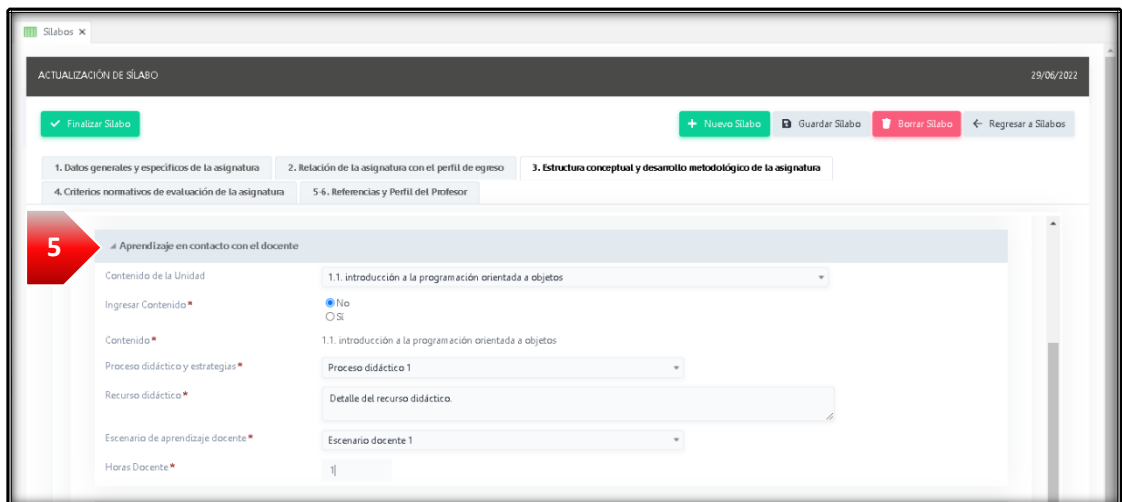 Sílabos ×
ACTUALIZACIÓN DE SÍLABO 29/06/2022
Finalizar Sílabo + Nuevo Sílabo Guardar Sílabo Borrar Sílabo ← Regresar a Sílabos
1. Datos generales y específicos de la asignatura 2. Relación de la asignatura con el perfil de egreso 3. Estructura conceptual y desarrollo metodológico de la asignatura
4. Criterios normativos de evaluación de la asignatura 5-6. Referencias y Perfil del Profesor
5 Aprendizaje en contacto con el docente
Contenido de la Unidad 1.1. introducción a la programación orientada a objetos
Ingresar Contenido* No
Sí
Contenido* 1.1. introducción a la programación orientada a objetos
Proceso didáctico y estrategias* Proceso didáctico 1
Recurso didáctico* Detalle del recurso didáctico.
Escenario de aprendizaje docente* Escenario docente 1
Horas Docente* 1